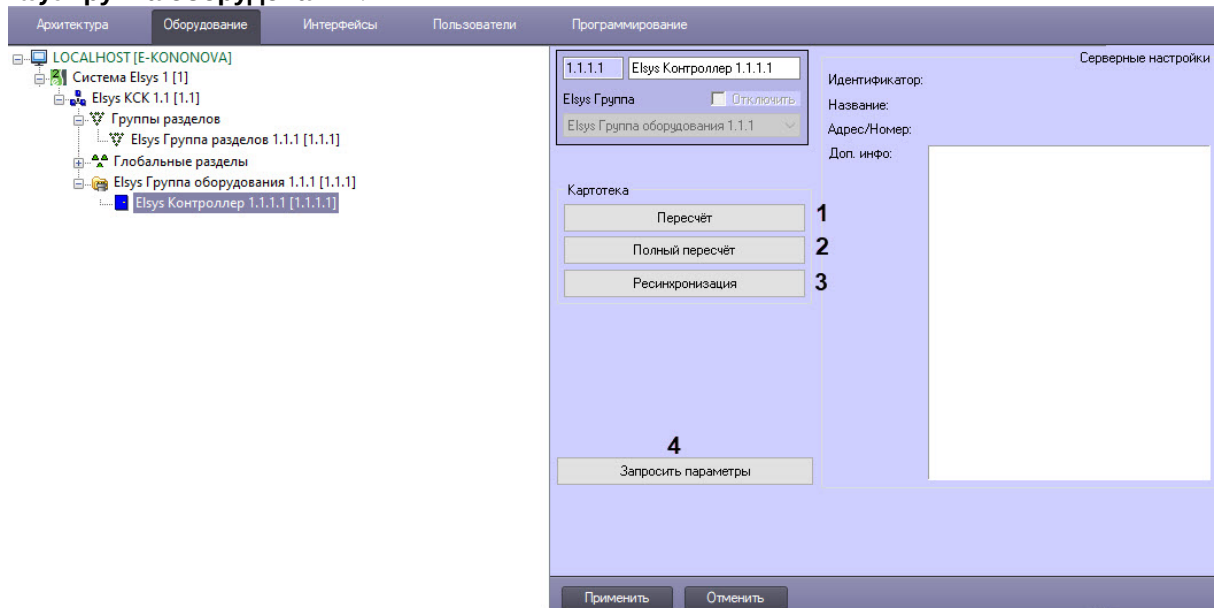 Архитектура Оборудование Интерфейсы Пользователи Программирование
LOCALHOST [E-KONONOVA]
Система Elsys 1 [1]
Elsys КСК 1.1 [1.1]
Группы разделов
Elsys Группа разделов 1.1.1 [1.1.1]
Глобальные разделы
Elsys Группа оборудования 1.1.1 [1.1.1]
Elsys Контроллер 1.1.1.1 [1.1.1.1]
1.1.1.1 Elsys Контроллер 1.1.1.1
Elsys Группа Отключить
Elsys Группа оборудования 1.1.1
Картотека
Пересчёт 1
Полный пересчёт 2
Ресинхронизация 3
4
Запросить параметры
Серверные настройки
Идентификатор:
Название:
Адрес/Номер:
Доп. инфо:
Применить Отменить